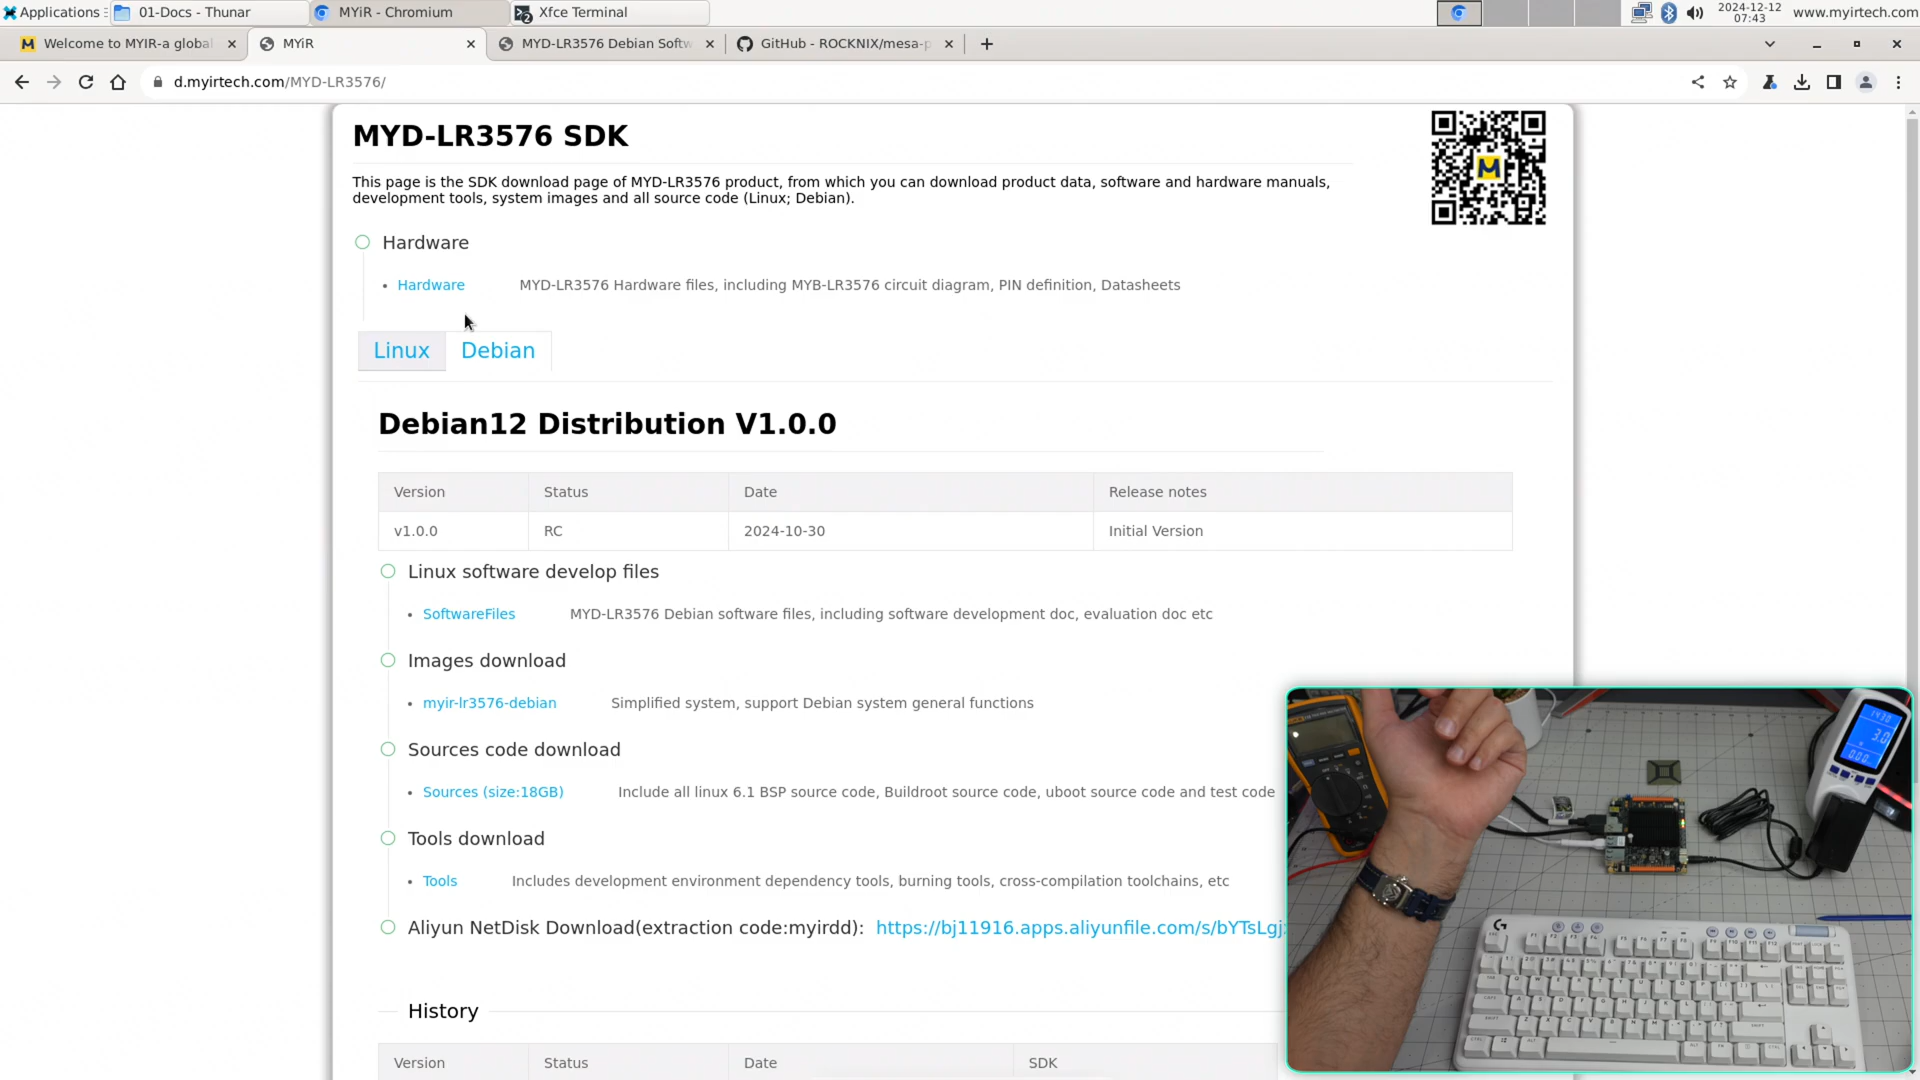 Applications
01-Docs - Thunar
MYiR - Chromium
Xfce Terminal
2024-12-12
07:43
www.myirtech.com
Welcome to MYIR-a global
MYiR
MYD-LR3576 Debian Softw
GitHub - ROCKNIX/mesa-p
d.myirtech.com/MYD-LR3576/
MYD-LR3576 SDK
This page is the SDK download page of MYD-LR3576 product, from which you can download product data, software and hardware manuals,
development tools, system images and all source code (Linux; Debian).
Hardware
Hardware MYD-LR3576 Hardware files, including MYB-LR3576 circuit diagram, PIN definition, Datasheets
Linux Debian
Debian12 Distribution V1.0.0
Version Status Date Release notes
v1.0.0 RC 2024-10-30 Initial Version
Linux software develop files
SoftwareFiles MYD-LR3576 Debian software files, including software development doc, evaluation doc etc
Images download
myir-lr3576-debian Simplified system, support Debian system general functions
Sources code download
Sources (size:18GB) Include all linux 6.1 BSP source code, Buildroot source code, uboot source code and test code
Tools download
Tools Includes development environment dependency tools, burning tools, cross-compilation toolchains, etc
Aliyun NetDisk Download(extraction code:myirdd): https://bj11916.apps.aliyunfile.com/s/bYTsLgj
History
Version Status Date SDK